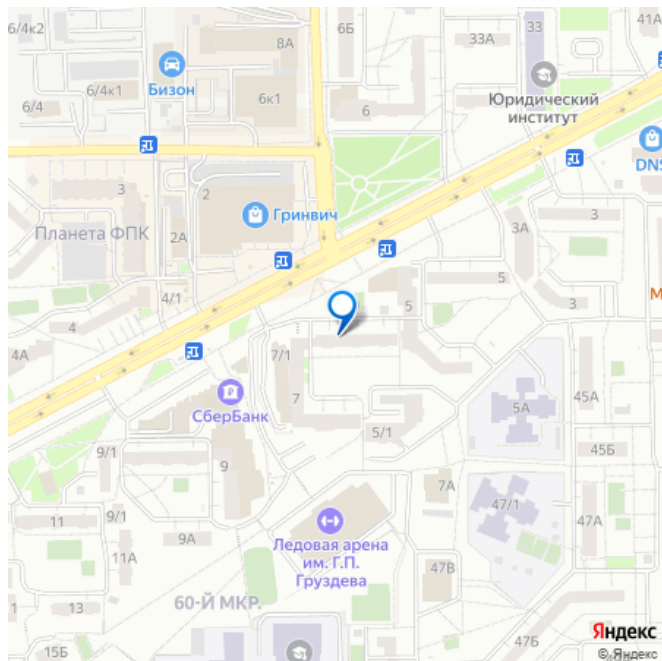 6/4к2
8А
6Б
33А
33
41А
Бизон
6/4к1
6/4
6к1
6
Юридический
институт
DNS
3
2
Гринвич
Планета ФПК
2А
3А
3
4/1
5
3
4
5
М
4А
7/1
7
СберБанк
5А
45А
5/1
9/1
9
45Б
7А
11
9/1
9А
47/1
47А
11А
Ледовая арена
им. Г.П.
Груздева
47В
60-Й МКР.
13
15Б
47Б
Яндекс
© Яндекс